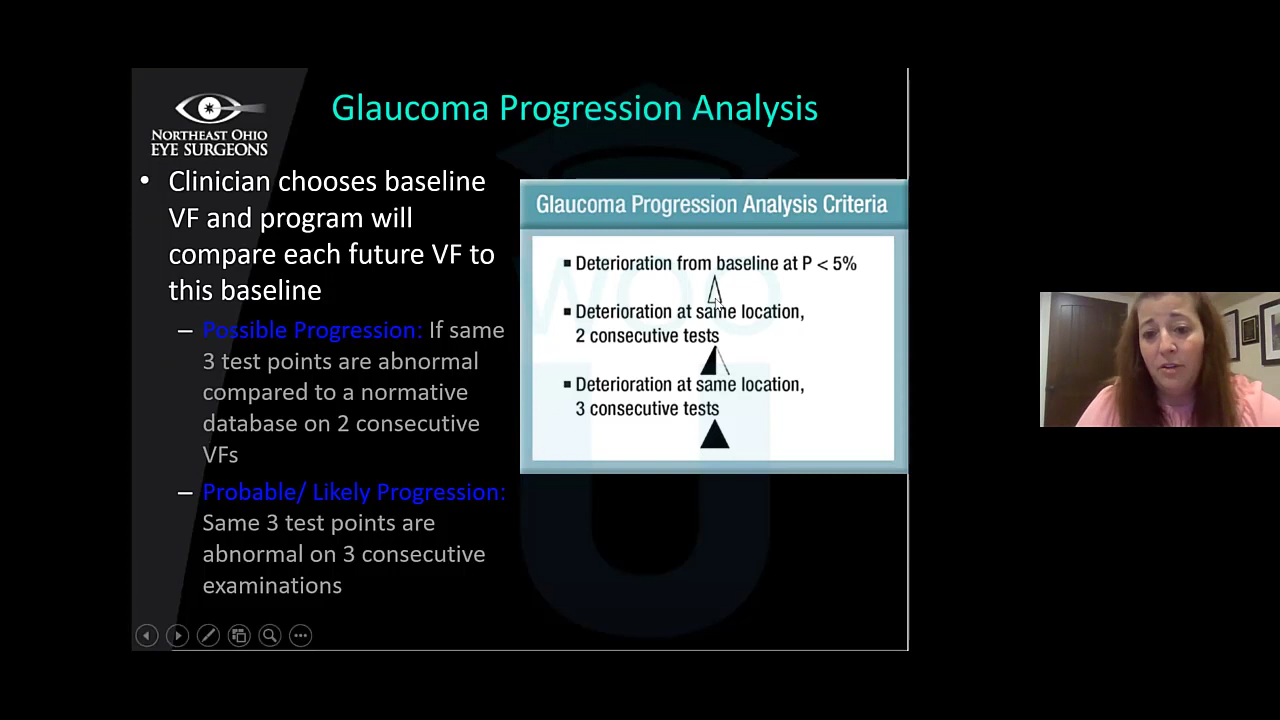 NORTHEAST OHIO
EYE SURGEONS
Glaucoma Progression Analysis
• Clinician chooses baseline
VF and program will
compare each future VF to
this baseline
– Possible Progression: If same
3 test points are abnormal
compared to a normative
database on 2 consecutive
VFs
– Probable/ Likely Progression:
Same 3 test points are
abnormal on 3 consecutive
examinations
Glaucoma Progression Analysis Criteria
▪ Deterioration from baseline at P < 5%
▪ Deterioration at same location,
2 consecutive tests
▪ Deterioration at same location,
3 consecutive tests
WOO
U